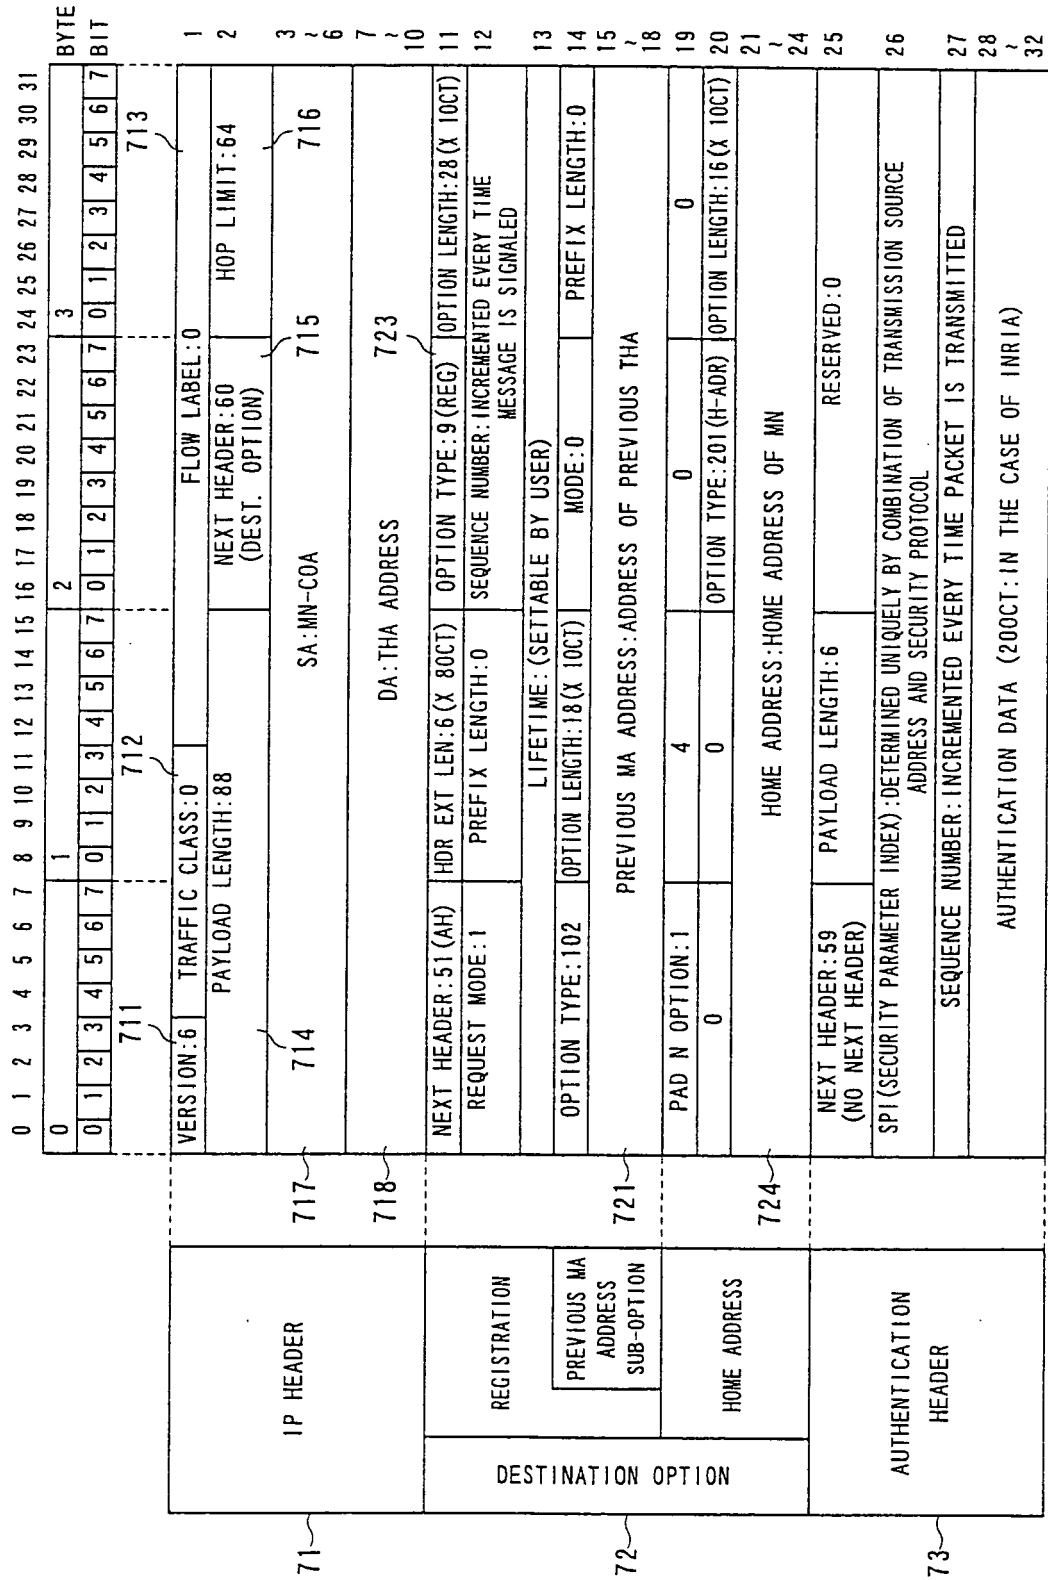 0 1 2 3 4 5 6 7 8 9 10 11 12 13 14 15 16 17 18 19 20 21 22 23 24 25 26 27 28 29 30 31
0 1 2 3 BYTE
0 1 2 3 4 5 6 7 0 1 2 3 4 5 6 7 0 1 2 3 4 5 6 7 0 1 2 3 4 5 6 7 BIT
711 712 713
VERSION:6 TRAFFIC CLASS:0 FLOW LABEL:0 1
PAYLOAD LENGTH:88 NEXT HEADER:60 HOP LIMIT:64 2
(DEST. OPTION)
714 715 716
IP HEADER
71
717 SA:MN-COA 3 ~ 6
718 DA:THA ADDRESS 7 ~ 10
723
NEXT HEADER:51(AH) HDR EXT LEN:6(X 8OCT) OPTION TYPE:9(REG) OPTION LENGTH:28(X 1OCT) 11
REQUEST MODE:1 PREFIX LENGTH:0 SEQUENCE NUMBER:INCREMENTED EVERY TIME 12
MESSAGE IS SIGNALED
REGISTRATION
LIFETIME:(SETTABLE BY USER) 13
OPTION TYPE:102 OPTION LENGTH:18(X 1OCT) MODE:0 PREFIX LENGTH:0 14
PREVIOUS MA
ADDRESS
SUB-OPTION
721 PREVIOUS MA ADDRESS:ADDRESS OF PREVIOUS THA 15 ~ 18
DESTINATION OPTION
72
PAD N OPTION:1 4 0 0 19
0 0 OPTION TYPE:201(H-ADR) OPTION LENGTH:16(X 1OCT) 20
HOME ADDRESS
724 HOME ADDRESS:HOME ADDRESS OF MN 21 ~ 24
NEXT HEADER:59 PAYLOAD LENGTH:6 RESERVED:0 25
(NO NEXT HEADER)
SPI(SECURITY PARAMETER INDEX):DETERMINED UNIQUELY BY COMBINATION OF TRANSMISSION SOURCE 26
ADDRESS AND SECURITY PROTOCOL
AUTHENTICATION
HEADER
73
SEQUENCE NUMBER:INCREMENTED EVERY TIME PACKET IS TRANSMITTED 27
AUTHENTICATION DATA (20OCT:IN THE CASE OF INRIA) 28 ~ 32